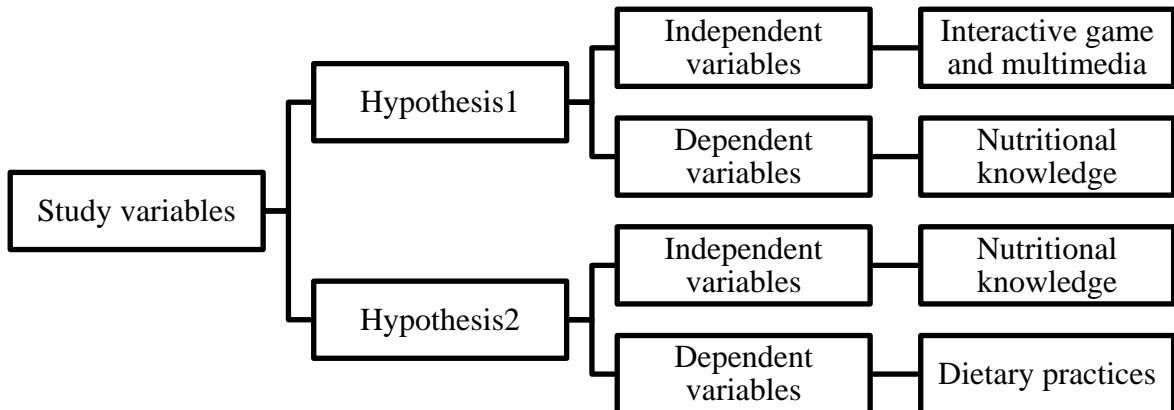 Study variables
Hypothesis1
Independent
variables
Interactive game
and multimedia
Dependent
variables
Nutritional
knowledge
Hypothesis2
Independent
variables
Nutritional
knowledge
Dependent
variables
Dietary practices